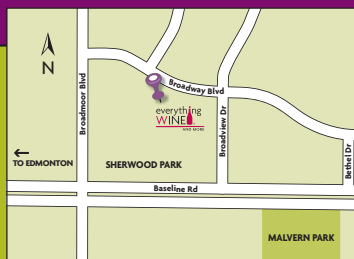 N
Broadmoor Blvd
Broadway Blvd
everything
WINE
AND MORE
Broadview Dr
Bethel Dr
TO EDMONTON
SHERWOOD PARK
Baseline Rd
MALVERN PARK